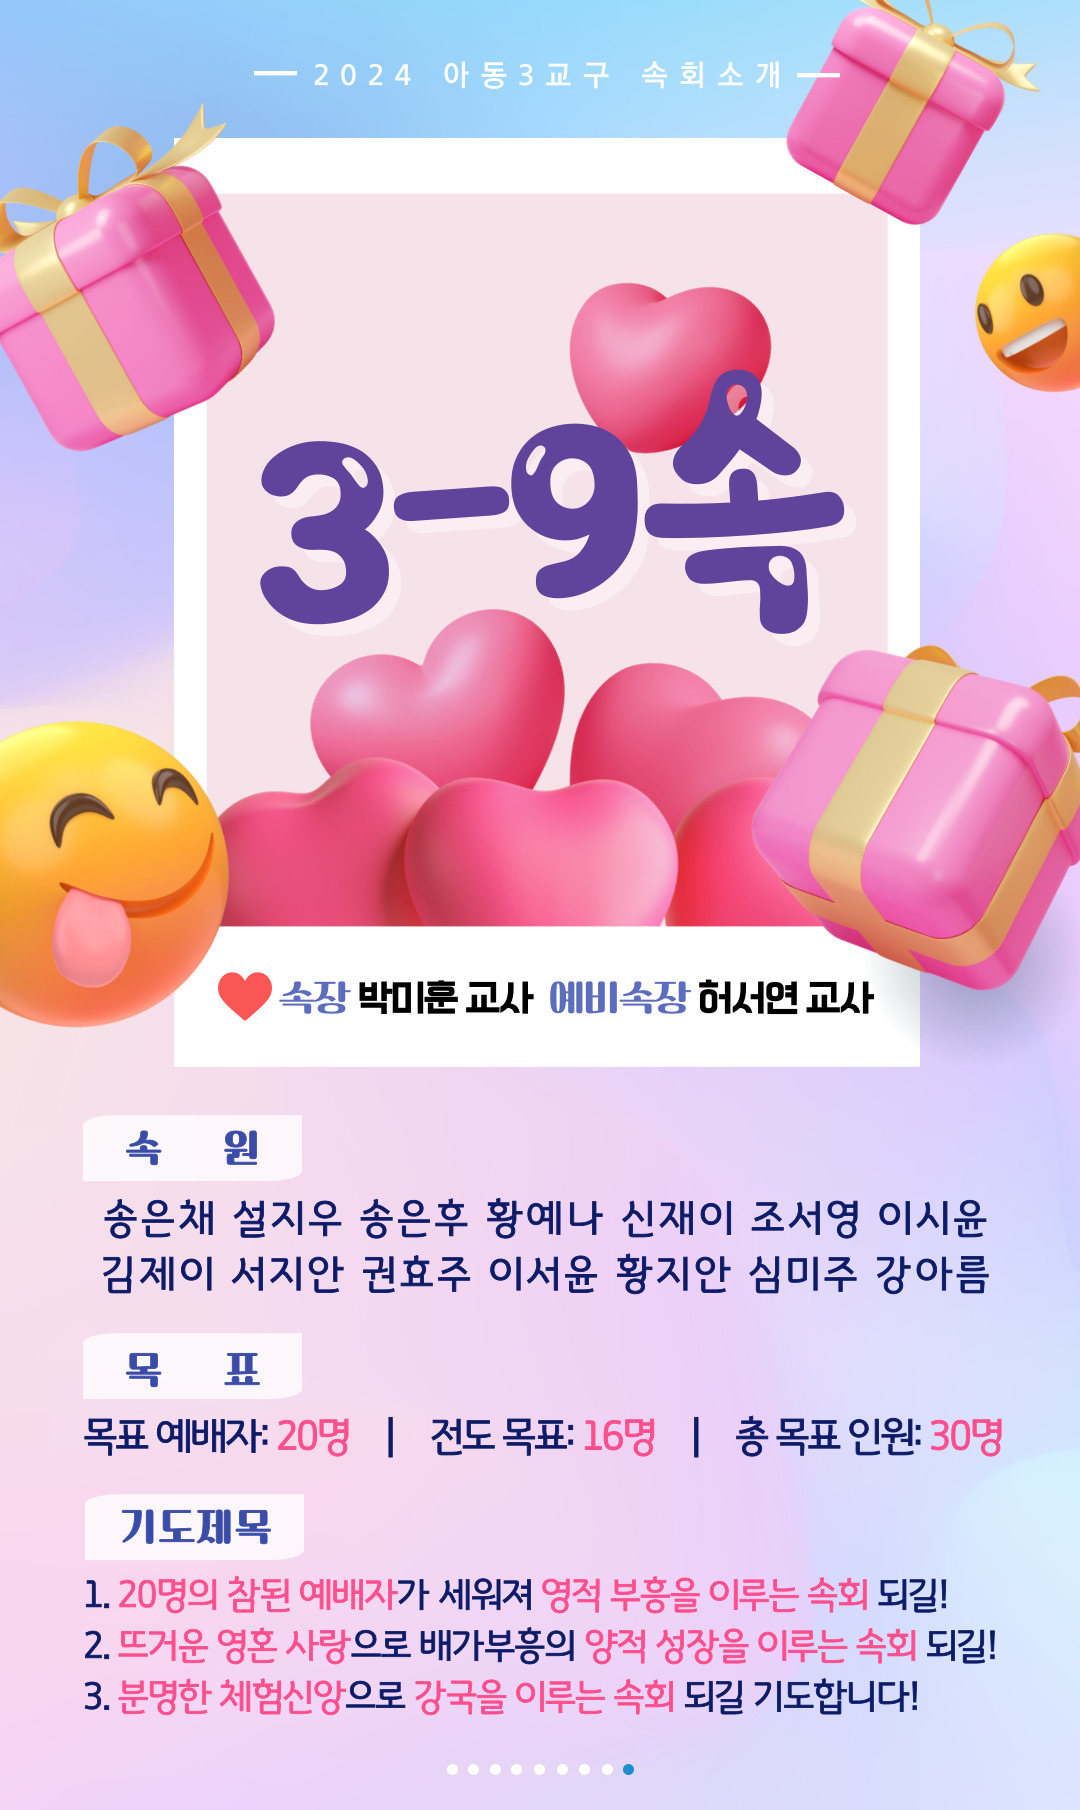 2024 아동3교구 속회소개
3-9속
속장 박미훈 교사 예비속장 허서연 교사
속 원
송은채 설지우 송은후 황예나 신재이 조서영 이시윤
김제이 서지안 권효주 이서윤 황지안 심미주 강아름
목 표
목표 예배자: 20명 | 전도 목표: 16명 | 총 목표 인원: 30명
기도제목
1. 20명의 참된 예배자가 세워져 영적 부흥을 이루는 속회 되길!
2. 뜨거운 영혼 사랑으로 배가부흥의 양적 성장을 이루는 속회 되길!
3. 분명한 체험신앙으로 강국을 이루는 속회 되길 기도합니다!